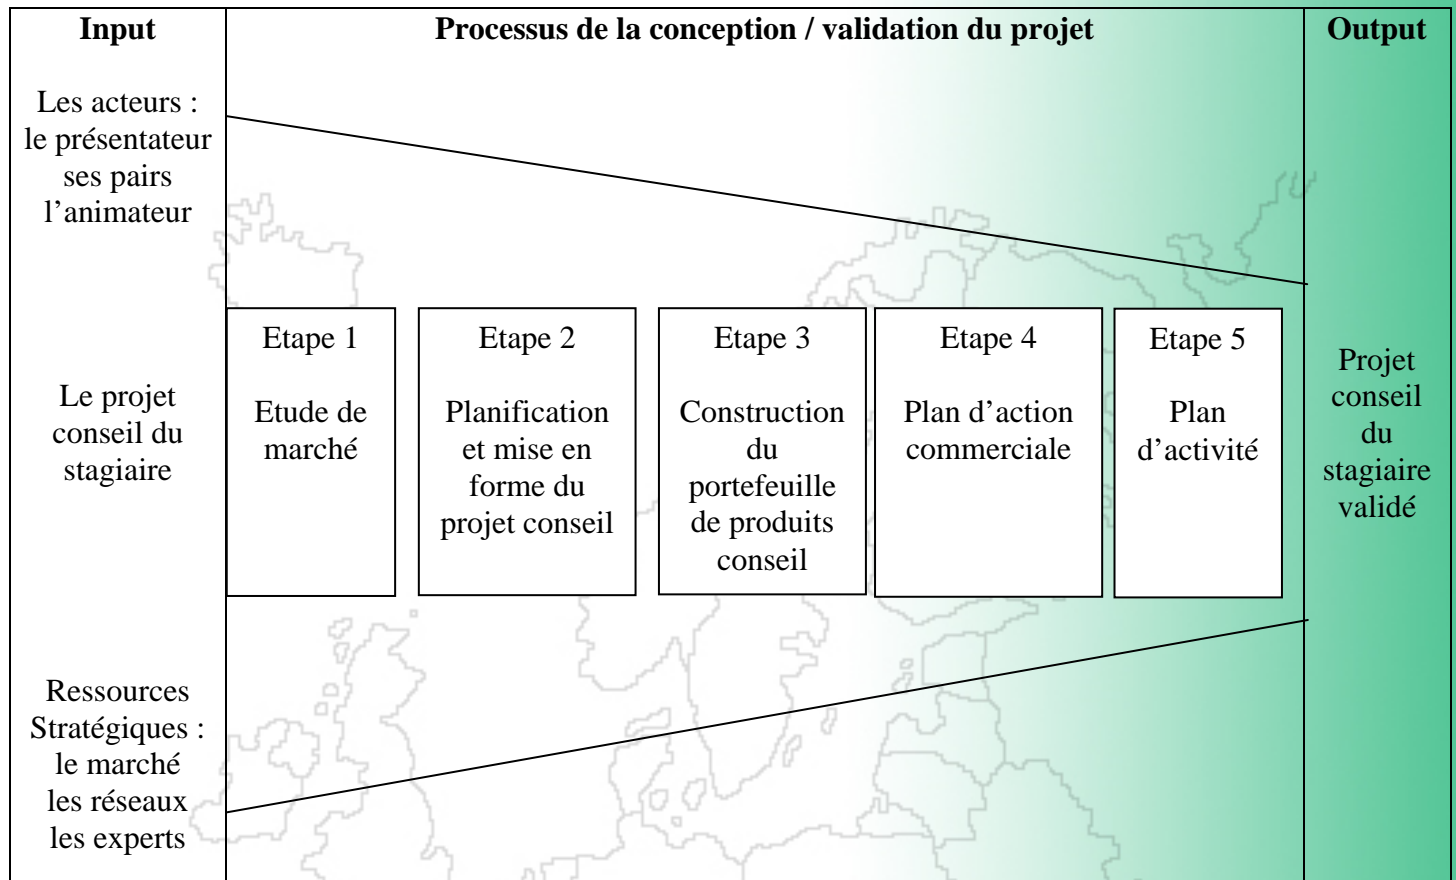 Input
Processus de la conception / validation du projet
Output
Les acteurs :
le présentateur
ses pairs
l’animateur
Le projet
conseil du
stagiaire
Ressources
Stratégiques :
le marché
les réseaux
les experts
Etape 1
Etude de
marché
Etape 2
Planification
et mise en
forme du
projet conseil
Etape 3
Construction
du
portefeuille
de produits
conseil
Etape 4
Plan d’action
commerciale
Etape 5
Plan
d’activité
Projet
conseil
du
stagiaire
validé